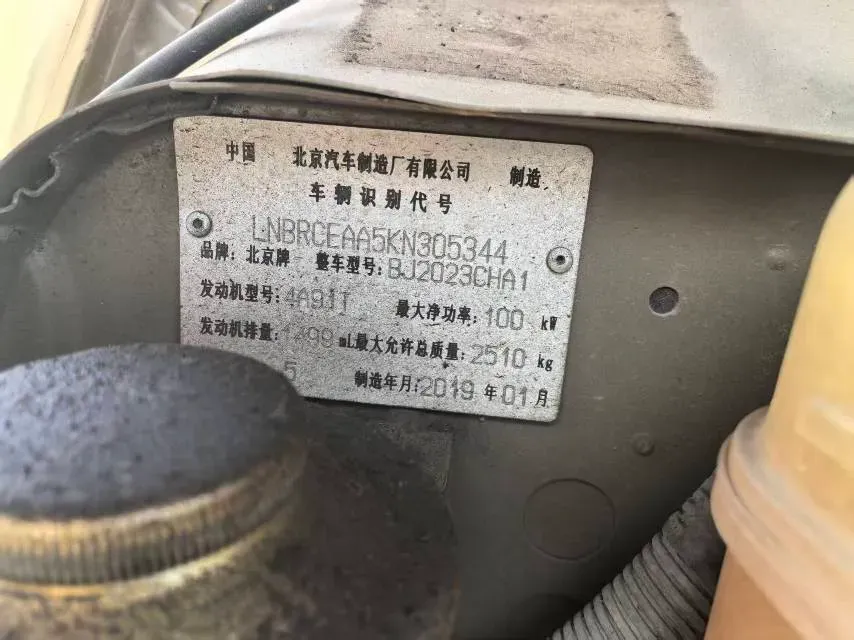 中国 北京汽车制造厂有限公司 制造
车辆识别代号
LNBRCEAA5KN305344
品牌: 北京牌 整车型号: BJ2023CHA1
发动机型号: 最大净功率: 100 kW
发动机排量: 1499 mL 最大允许总质量: 2510 kg
5 制造年月: 2019 年 01 月